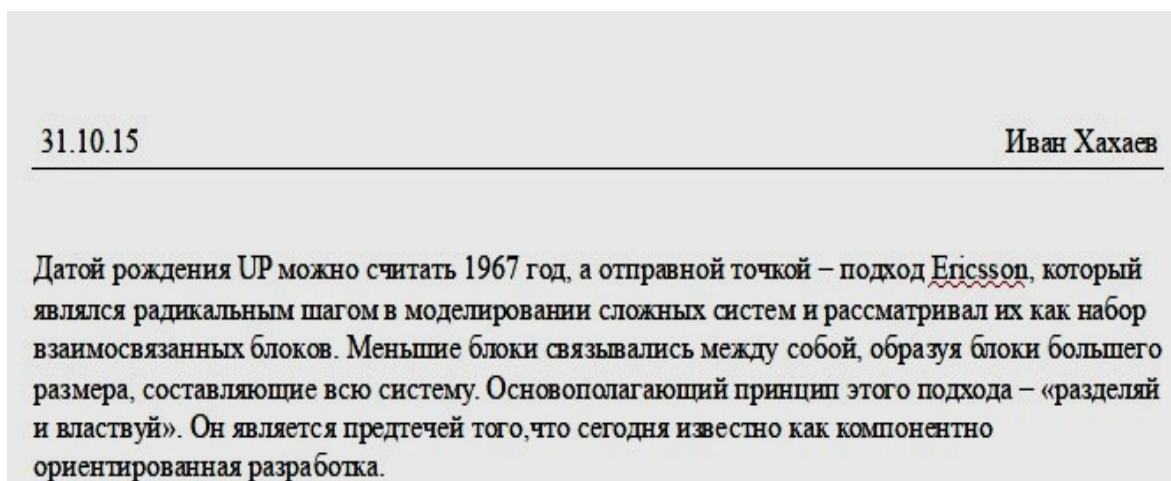 31.10.15 Иван Хахаев
Датой рождения UP можно считать 1967 год, а отправной точкой – подход Ericsson, который
являлся радикальным шагом в моделировании сложных систем и рассматривал их как набор
взаимосвязанных блоков. Меньшие блоки связывались между собой, образуя блоки большего
размера, составляющие всю систему. Основополагающий принцип этого подхода – «разделяй
и властвуй». Он является предтечей того,что сегодня известно как компонентно
ориентированная разработка.